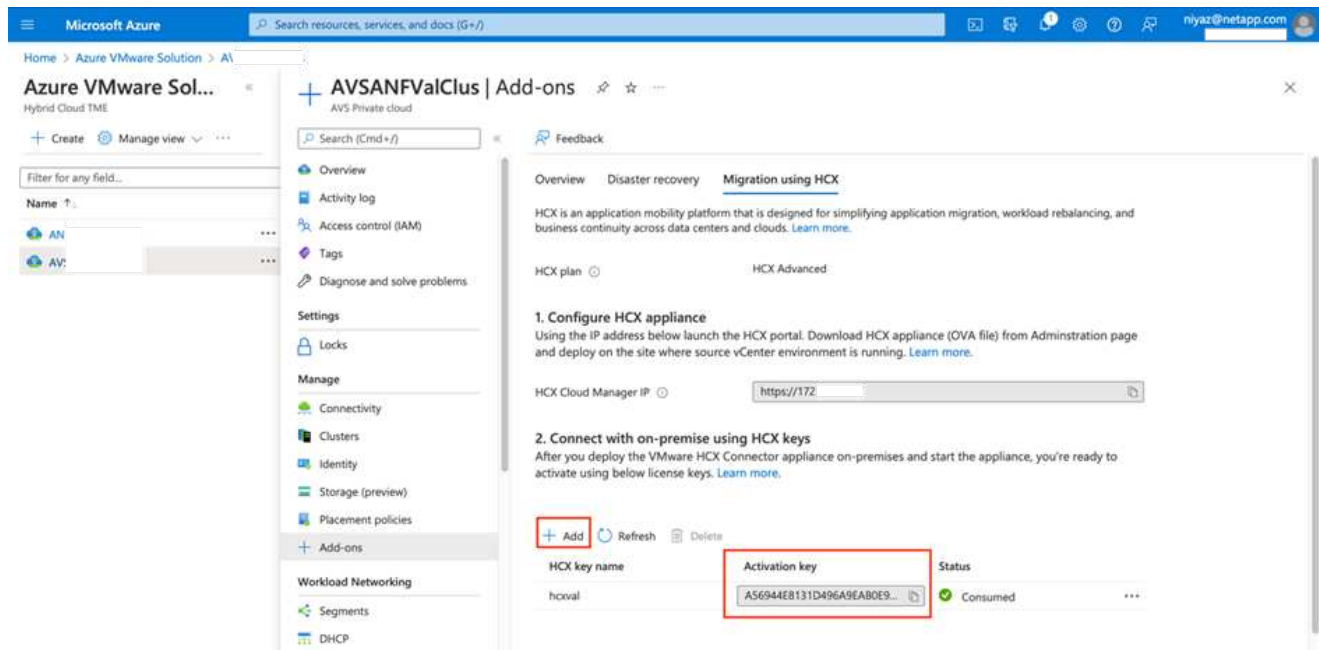 Microsoft Azure
Search resources, services, and docs (G+/)
1
niyaz@netapp.com
Home > Azure VMware Solution >
Azure VMware Sol...
Hybrid Cloud TME
+ Create
Manage view
Filter for any field...
Name ↑
AN
AV
AVSANFValClus | Add-ons
AVS Private cloud
Search (Cmd+/)
Overview
Activity log
Access control (IAM)
Tags
Diagnose and solve problems
Settings
Locks
Manage
Connectivity
Clusters
Identity
Storage (preview)
Placement policies
Add-ons
Workload Networking
Segments
DHCP
Feedback
Overview Disaster recovery Migration using HCX
HCX is an application mobility platform that is designed for simplifying application migration, workload rebalancing, and
business continuity across data centers and clouds. Learn more.
HCX plan HCX Advanced
1. Configure HCX appliance
Using the IP address below launch the HCX portal. Download HCX appliance (OVA file) from Adminstration page
and deploy on the site where source vCenter environment is running. Learn more.
HCX Cloud Manager IP https://172
2. Connect with on-premise using HCX keys
After you deploy the VMware HCX Connector appliance on-premises and start the appliance, you're ready to
activate using below license keys. Learn more.
+ Add Refresh Delete
HCX key name Activation key Status
hcxval A56944E8131D496A9EAB0E9... Consumed